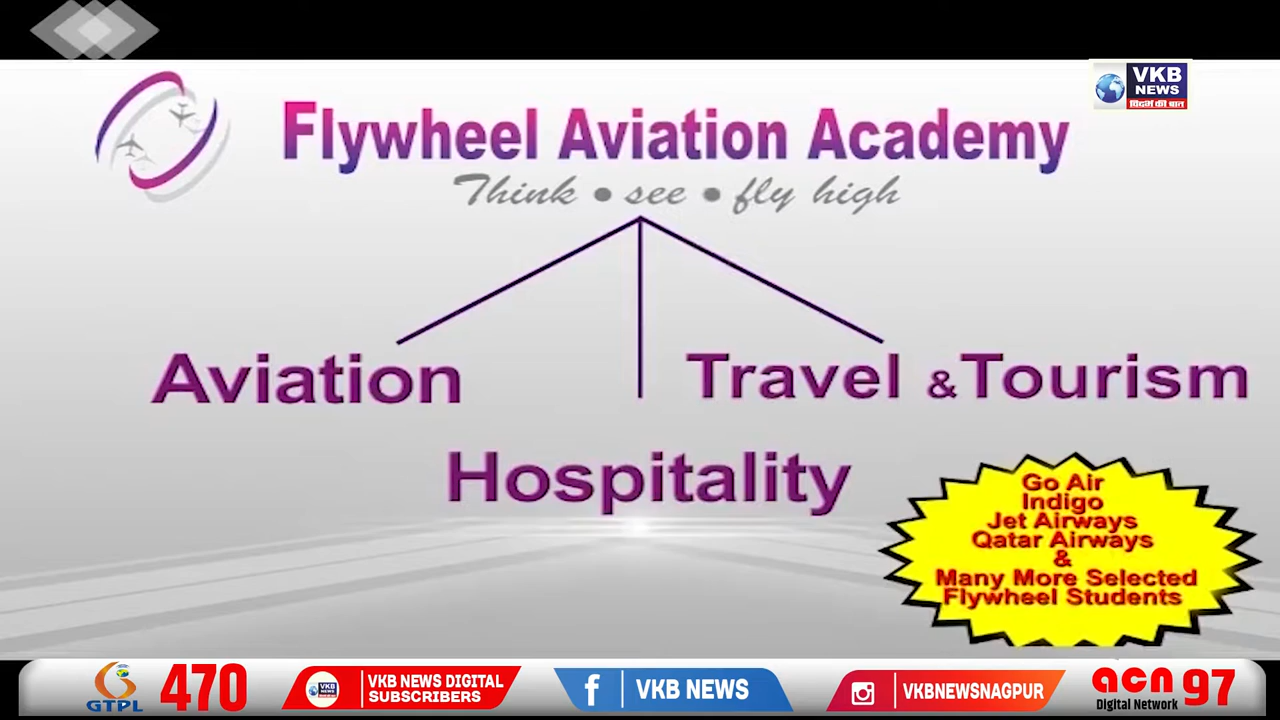 VKB
NEWS
विदर्भ की बात
Flywheel Aviation Academy
Think • see • fly high
Aviation
Travel & Tourism
Hospitality
Go Air
Indigo
Jet Airways
Qatar Airways
&
Many More Selected
Flywheel Students
GTPL
470
VKB
NEWS
VKB NEWS DIGITAL
SUBSCRIBERS
f
VKB NEWS
VKBNEWSNAGPUR
acn 97
Digital Network